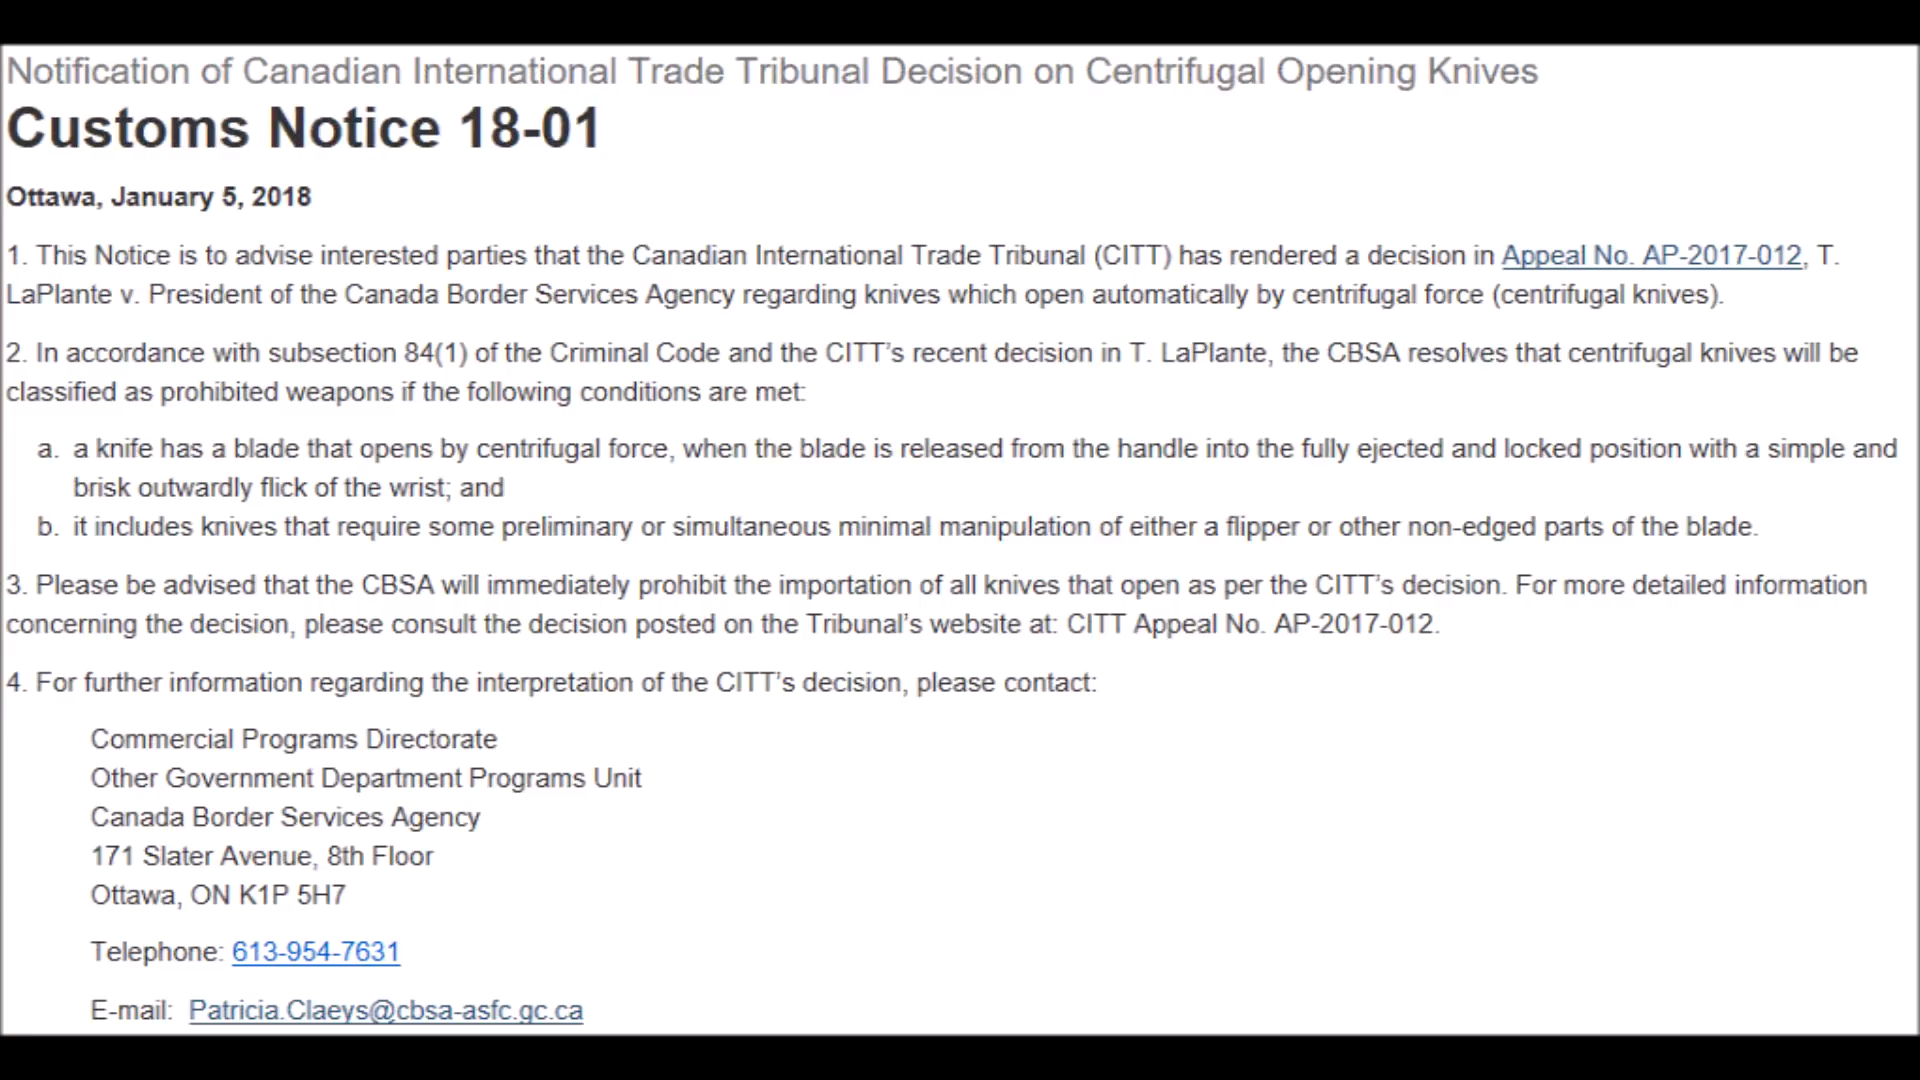 Notification of Canadian International Trade Tribunal Decision on Centrifugal Opening Knives
Customs Notice 18-01
Ottawa, January 5, 2018
1. This Notice is to advise interested parties that the Canadian International Trade Tribunal (CITT) has rendered a decision in Appeal No. AP-2017-012, T.
LaPlante v. President of the Canada Border Services Agency regarding knives which open automatically by centrifugal force (centrifugal knives).
2. In accordance with subsection 84(1) of the Criminal Code and the CITT's recent decision in T. LaPlante, the CBSA resolves that centrifugal knives will be
classified as prohibited weapons if the following conditions are met:
a. a knife has a blade that opens by centrifugal force, when the blade is released from the handle into the fully ejected and locked position with a simple and
brisk outwardly flick of the wrist; and
b. it includes knives that require some preliminary or simultaneous minimal manipulation of either a flipper or other non-edged parts of the blade.
3. Please be advised that the CBSA will immediately prohibit the importation of all knives that open as per the CITT's decision. For more detailed information
concerning the decision, please consult the decision posted on the Tribunal's website at: CITT Appeal No. AP-2017-012.
4. For further information regarding the interpretation of the CITT's decision, please contact:
Commercial Programs Directorate
Other Government Department Programs Unit
Canada Border Services Agency
171 Slater Avenue, 8th Floor
Ottawa, ON K1P 5H7
Telephone: 613-954-7631
E-mail: Patricia.Claeys@cbsa-asfc.gc.ca